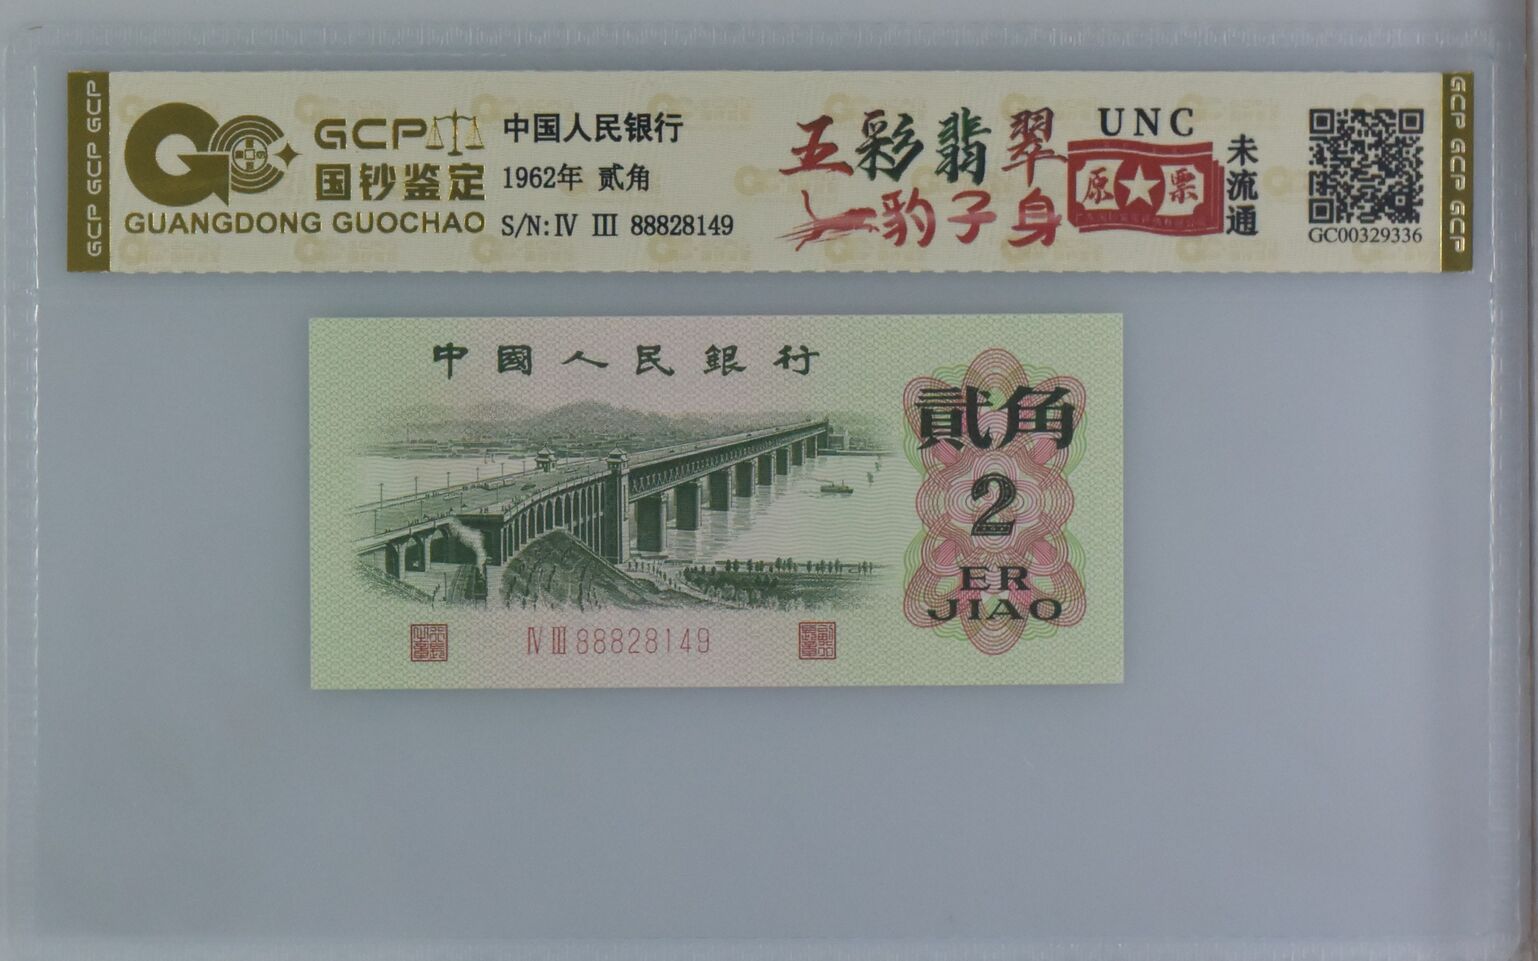 GCP GCP GCP
GCP
国钞鉴定
GUANGDONG GUOCHAO
中国人民银行
1962年 贰角
S/N:Ⅳ Ⅲ 88828149
五彩翡翠
豹子身
UNC
原★票
未流通
GC00329336
GCP GCP GCP
中國人民銀行
貳角
2
ER
JIAO
Ⅳ Ⅲ 88828149